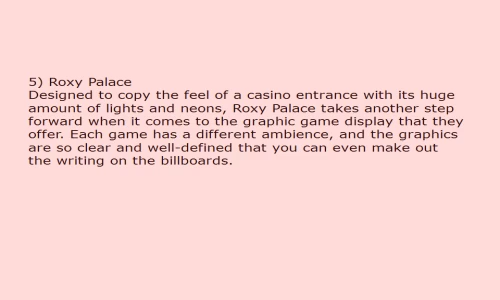 5) Roxy Palace
Designed to copy the feel of a casino entrance with its huge
amount of lights and neons, Roxy Palace takes another step
forward when it comes to the graphic game display that they
offer. Each game has a different ambience, and the graphics
are so clear and well-defined that you can even make out
the writing on the billboards.